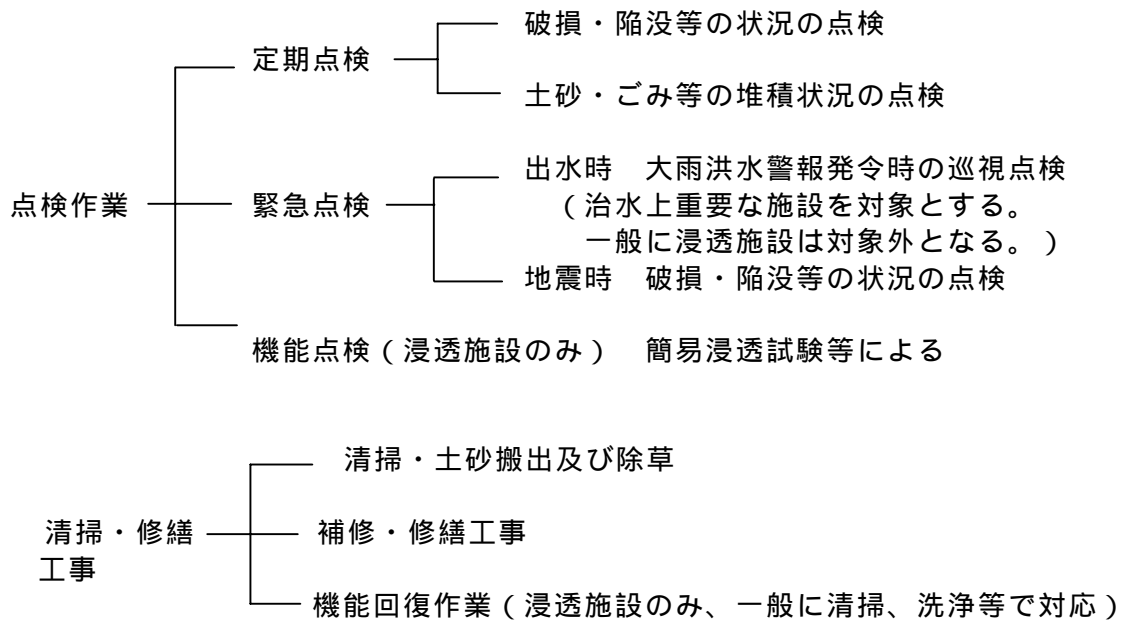 破損・陥没等の状況の点検
定期点検
土砂・ごみ等の堆積状況の点検
出水時　大雨洪水警報発令時の巡視点検
点検作業
緊急点検
（治水上重要な施設を対象とする。
一般に浸透施設は対象外となる。）
地震時　破損・陥没等の状況の点検
機能点検（浸透施設のみ）　簡易浸透試験等による
清掃・土砂搬出及び除草
清掃・修繕
工事
補修・修繕工事
機能回復作業（浸透施設のみ、一般に清掃、洗浄等で対応）